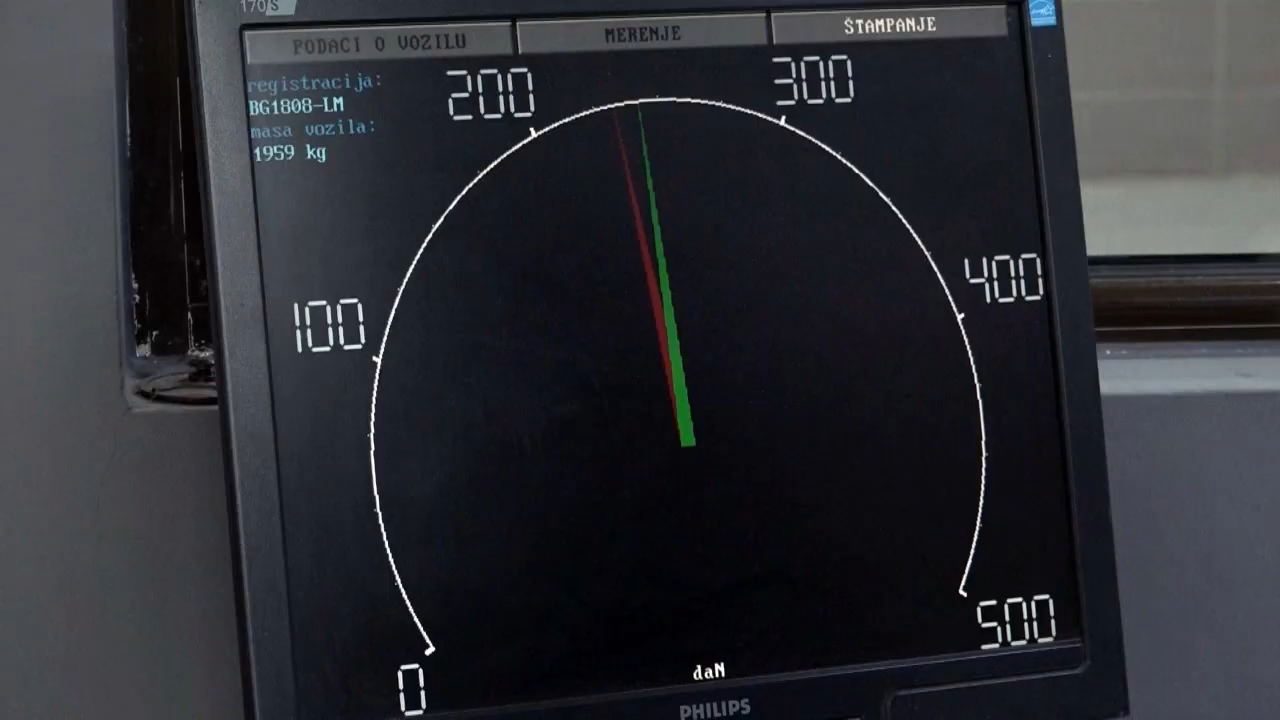 170S
PODACI O VOZILU
MERENJE
ŠTAMPANJE
registracija:
BG1808-LM
masa vozila:
1959 kg
200
300
100
400
0
500
daN
PHILIPS